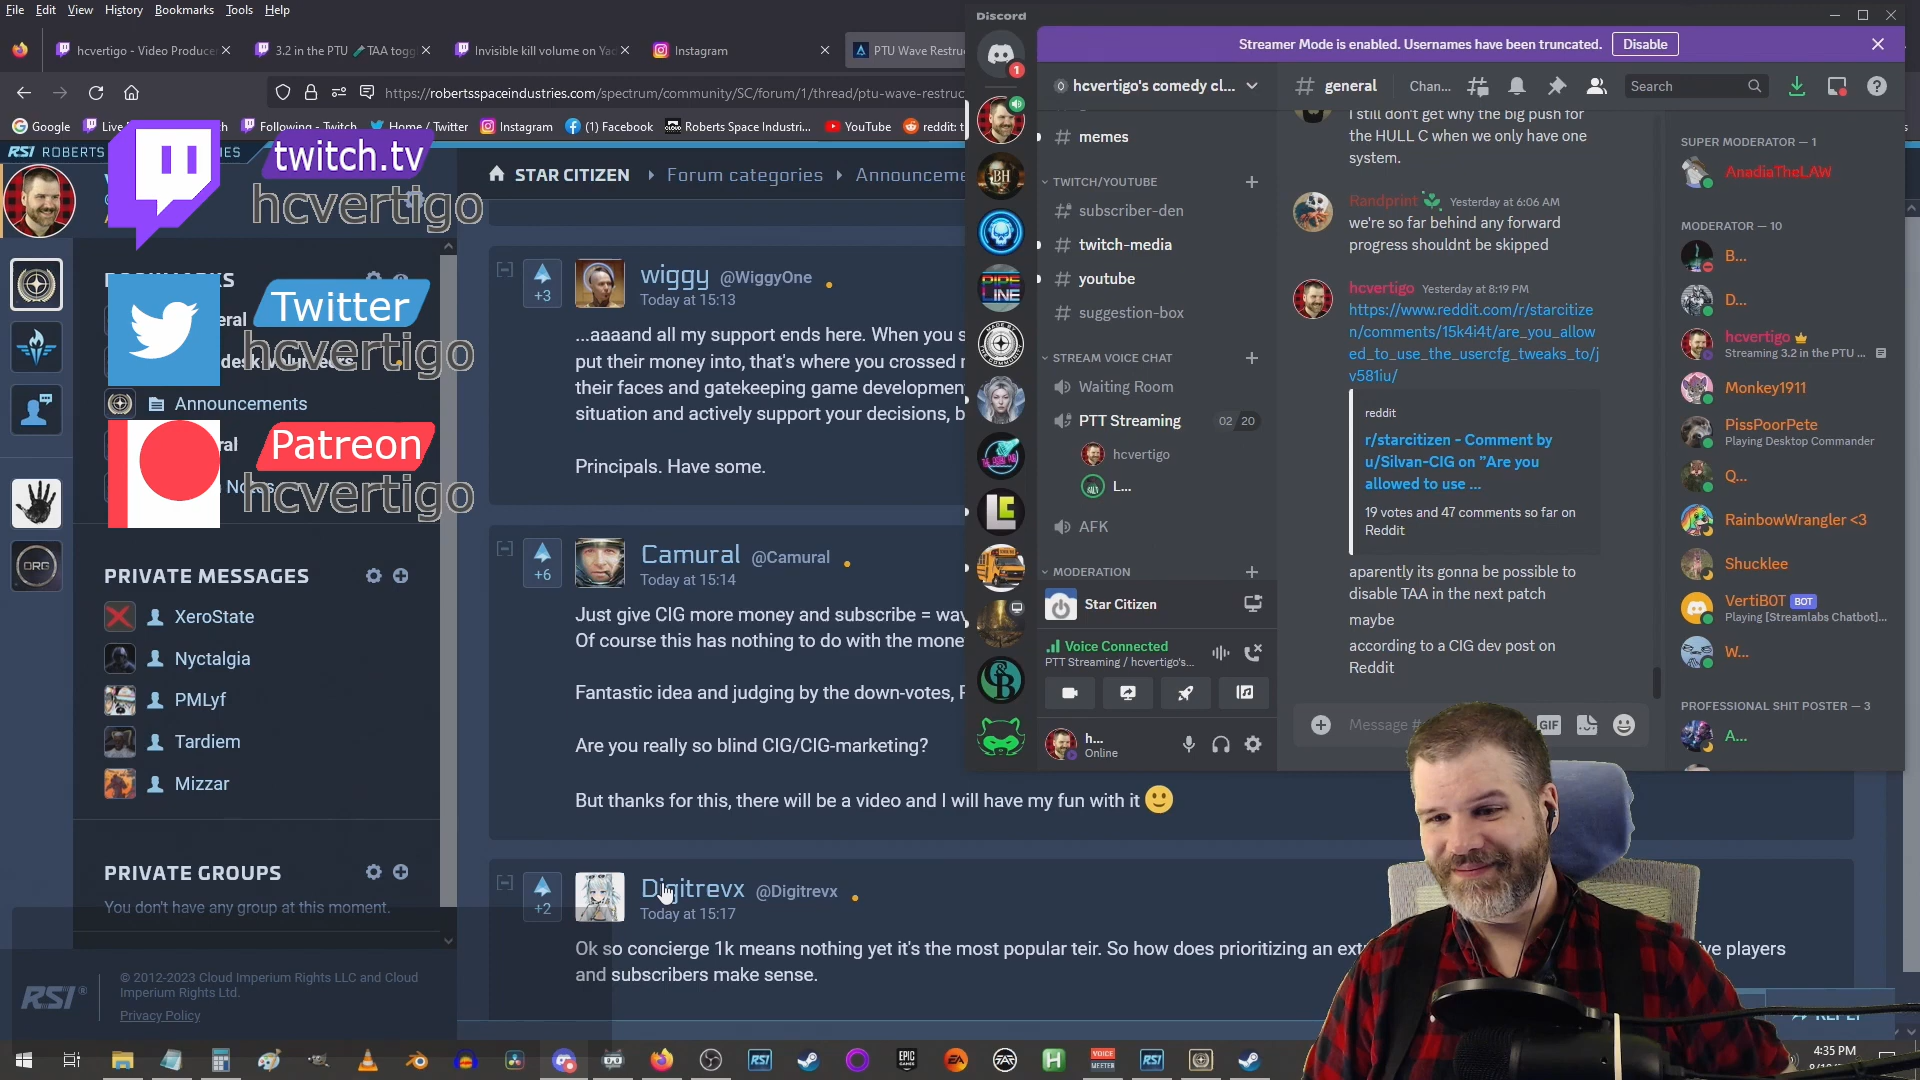 File Edit View History Bookmarks Tools Help
hcvertigo - Video Producer
3.2 in the PTU TAA togg
Invisible kill volume on Yac
Instagram
PTU Wave Restruc
https://robertsspaceindustries.com/spectrum/community/SC/forum/1/thread/ptu-wave-restruc
Google
Following - Twitch
Home / Twitter
Instagram
(1) Facebook
Roberts Space Industri...
YouTube
reddit: t
RSI ROBERTS
twitch.tv
hcvertigo
Twitter
hcvertigo
Announcements
Patreon
hcvertigo
PRIVATE MESSAGES
XeroState
Nyctalgia
PMLyf
Tardiem
Mizzar
PRIVATE GROUPS
You don't have any group at this moment.
RSI
© 2012-2023 Cloud Imperium Rights LLC and Cloud
Imperium Rights Ltd.
Privacy Policy
ORG
STAR CITIZEN › Forum categories › Announceme
+3
wiggy @WiggyOne
Today at 15:13
...aaaand all my support ends here. When you s
put their money into, that's where you crossed
their faces and gatekeeping game development
situation and actively support your decisions, b
Principals. Have some.
+6
Camural @Camural
Today at 15:14
Just give CIG more money and subscribe = wav
Of course this has nothing to do with the mone
Fantastic idea and judging by the down-votes,
Are you really so blind CIG/CIG-marketing?
But thanks for this, there will be a video and I will have my fun with it
+2
Digitrevx @Digitrevx
Today at 15:17
Ok so concierge 1k means nothing yet it's the most popular teir. So how does prioritizing an ext
ve players
and subscribers make sense.
Discord
Streamer Mode is enabled. Usernames have been truncated. Disable
hcvertigo's comedy cl...
# memes
TWITCH/YOUTUBE
subscriber-den
# twitch-media
# youtube
# suggestion-box
STREAM VOICE CHAT
Waiting Room
PTT Streaming 02 20
hcvertigo
L...
AFK
MODERATION
Star Citizen
Voice Connected
PTT Streaming / hcvertigo's...
h...
Online
# general
Chan...
Search
I still don't get why the big push for
the HULL C when we only have one
system.
Randprint Yesterday at 6:06 AM
we're so far behind any forward
progress shouldnt be skipped
hcvertigo Yesterday at 8:19 PM
https://www.reddit.com/r/starcitize
n/comments/15k4i4t/are_you_allow
ed_to_use_the_usercfg_tweaks_to/j
v581iu/
reddit
r/starcitizen - Comment by
u/Silvan-CIG on "Are you
allowed to use ...
19 votes and 47 comments so far on
Reddit
aparently its gonna be possible to
disable TAA in the next patch
maybe
according to a CIG dev post on
Reddit
Message #
GIF
SUPER MODERATOR — 1
AnadiaTheLAW
MODERATOR — 10
B...
D...
hcvertigo
Streaming 3.2 in the PTU ...
Monkey1911
PissPoorPete
Playing Desktop Commander
Q...
RainbowWrangler <3
Shucklee
VertiB0T BOT
Playing [Streamlabs Chatbot]...
W...
PROFESSIONAL SHIT POSTER — 3
A...
4:35 PM